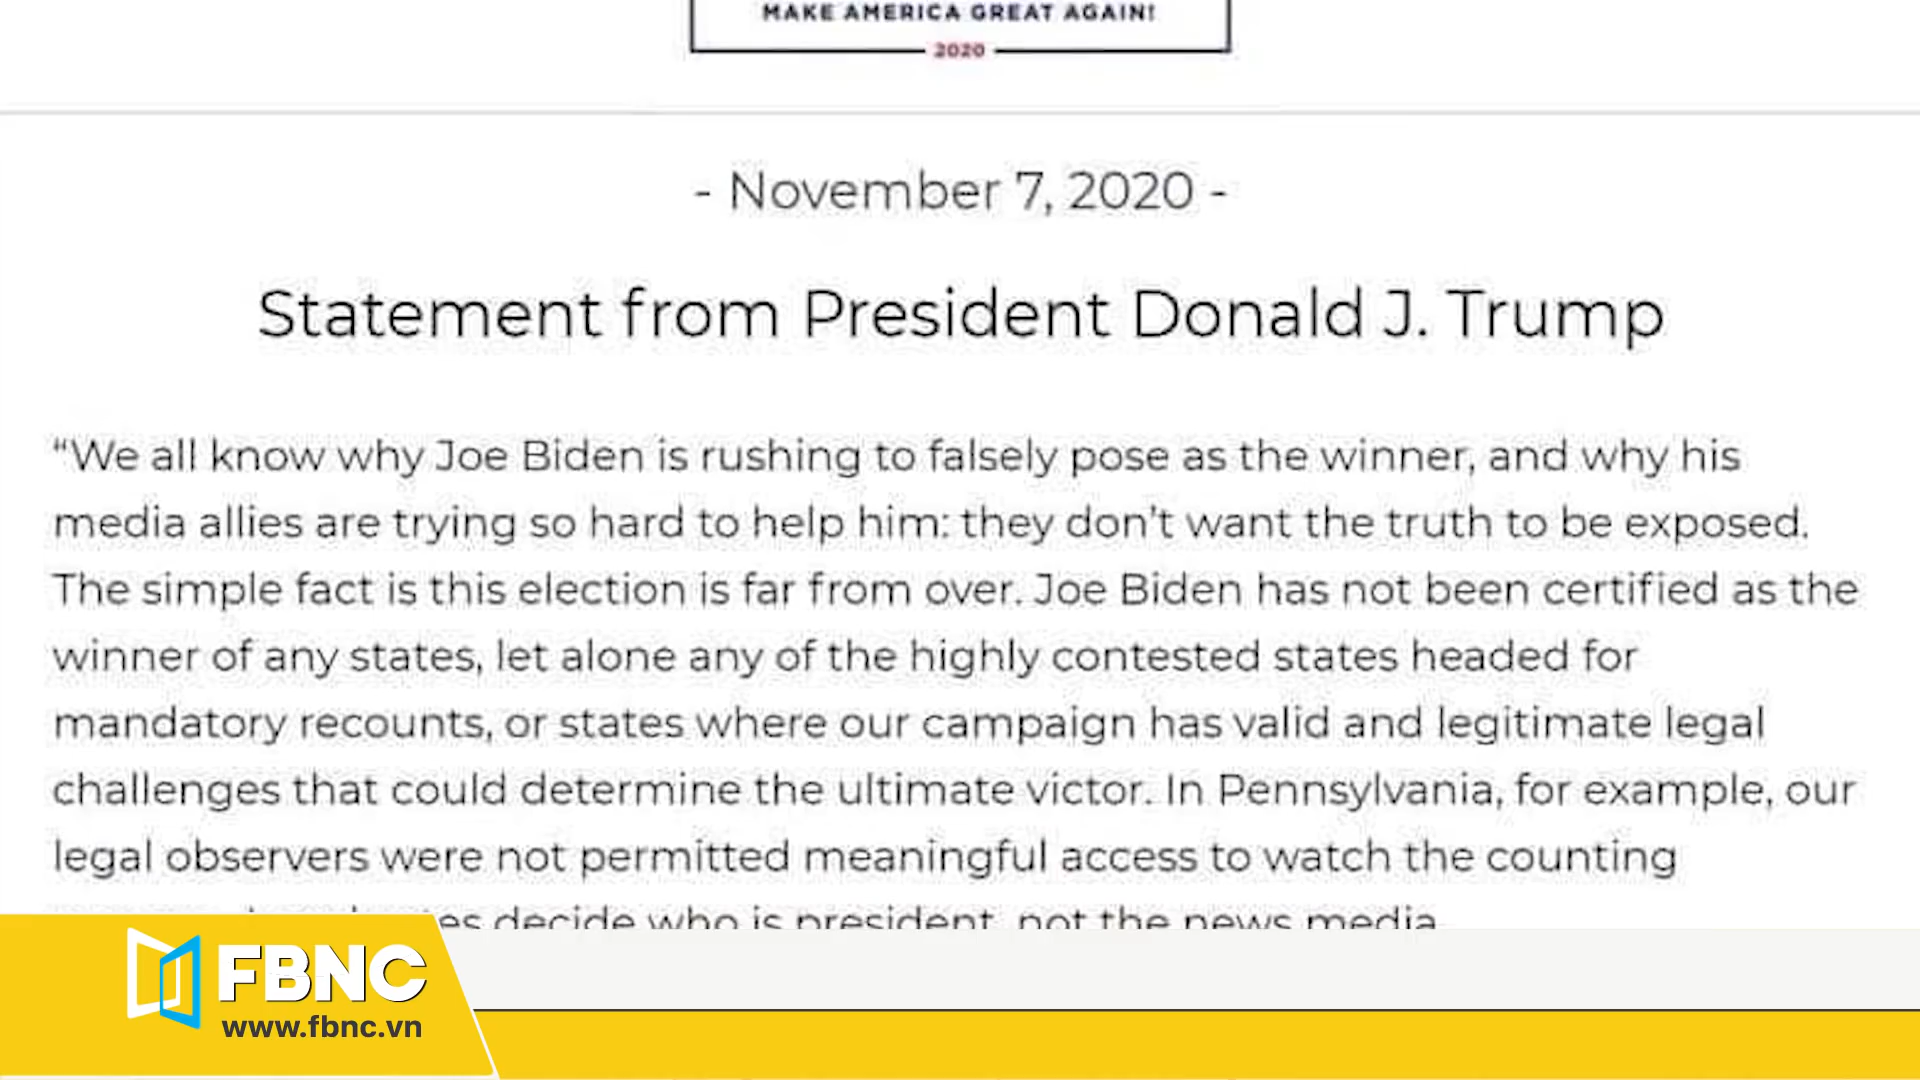 MAKE AMERICA GREAT AGAIN!
2020
- November 7, 2020 -
Statement from President Donald J. Trump
“We all know why Joe Biden is rushing to falsely pose as the winner, and why his
media allies are trying so hard to help him: they don’t want the truth to be exposed.
The simple fact is this election is far from over. Joe Biden has not been certified as the
winner of any states, let alone any of the highly contested states headed for
mandatory recounts, or states where our campaign has valid and legitimate legal
challenges that could determine the ultimate victor. In Pennsylvania, for example, our
legal observers were not permitted meaningful access to watch the counting
decide who is president, not the news media.
FBNC
www.fbnc.vn